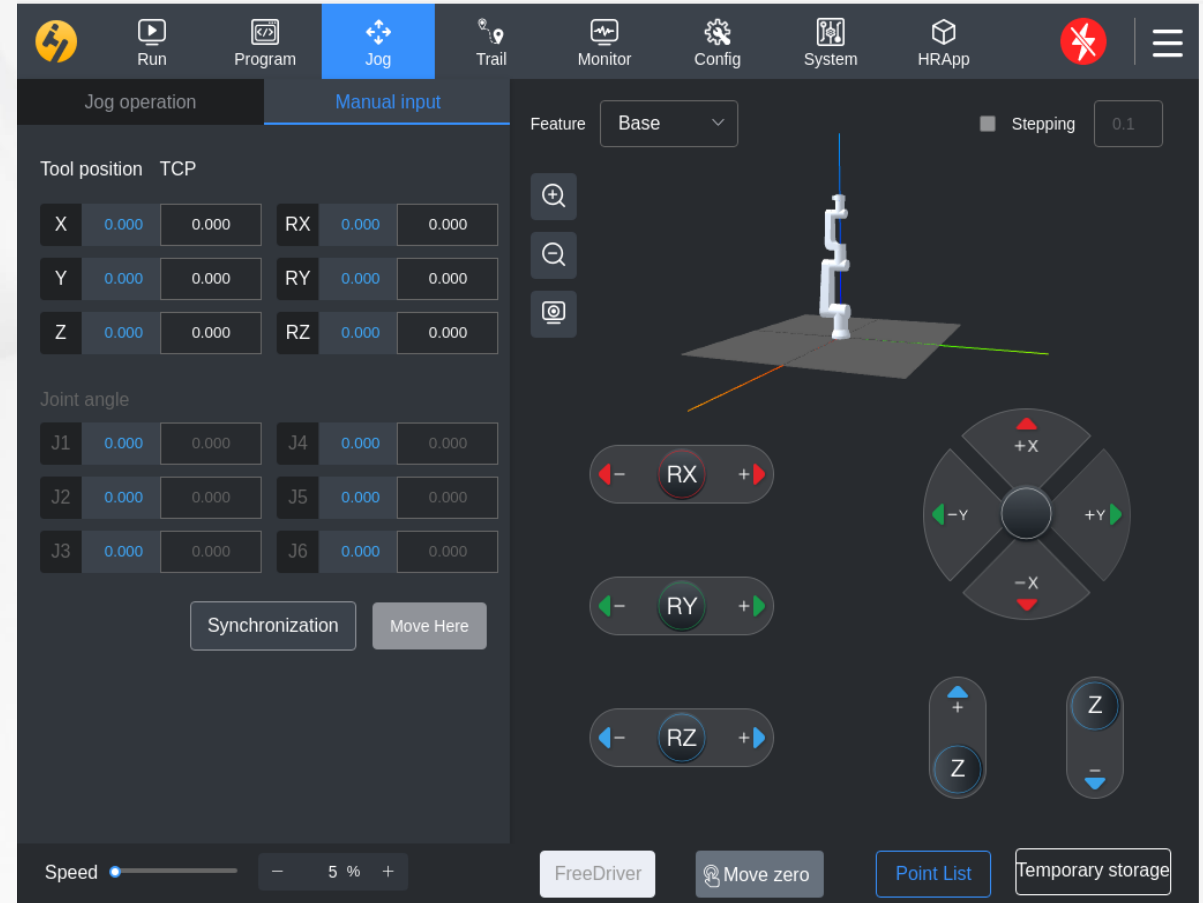 Run Program Jog Trail Monitor Config System HRApp
Jog operation Manual input
Feature Base Stepping 0.1
Tool position TCP
X 0.000 0.000 RX 0.000 0.000
Y 0.000 0.000 RY 0.000 0.000
Z 0.000 0.000 RZ 0.000 0.000
Joint angle
J1 0.000 0.000 J4 0.000 0.000
J2 0.000 0.000 J5 0.000 0.000
J3 0.000 0.000 J6 0.000 0.000
Synchronization Move Here
− RX +
+X
−Y +Y
−X
− RY +
− RZ +
+ Z
Z −
Speed − 5 % +
FreeDriver Move zero Point List Temporary storage